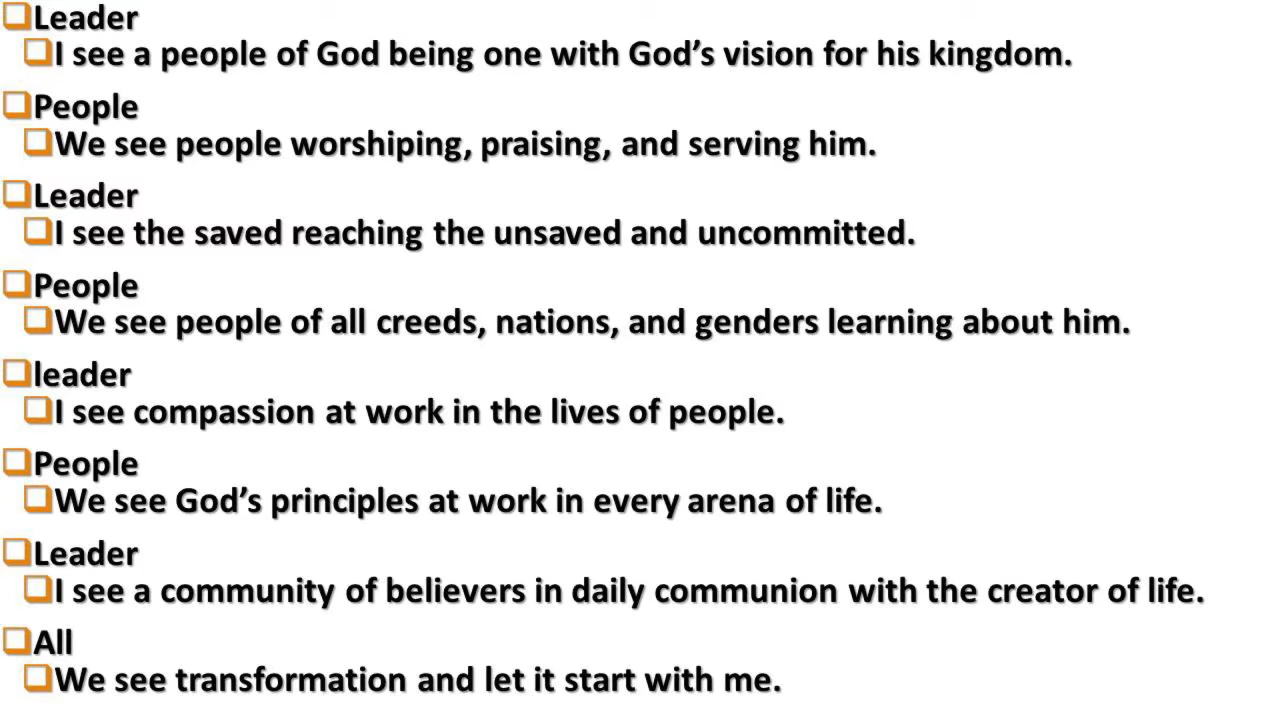 Leader
I see a people of God being one with God’s vision for his kingdom.
People
We see people worshiping, praising, and serving him.
Leader
I see the saved reaching the unsaved and uncommitted.
People
We see people of all creeds, nations, and genders learning about him.
leader
I see compassion at work in the lives of people.
People
We see God’s principles at work in every arena of life.
Leader
I see a community of believers in daily communion with the creator of life.
All
We see transformation and let it start with me.